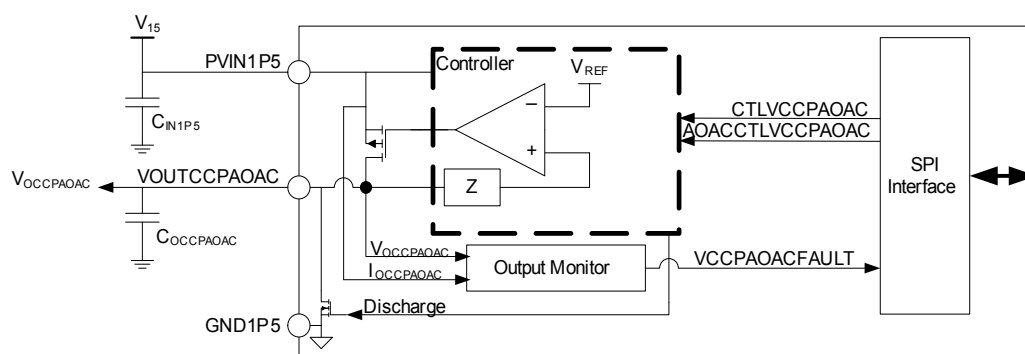 V15
PVIN1P5
Controller
VREF
CIN1P5
−
+
CTLVCCPAOAC
AOACCTLVCCPAOAC
SPI
Interface
VOCCPAOAC
VOUTCCPAOAC
Z
COCCPAOAC
VOCCPAOAC
IOCCPAOAC
Output Monitor
VCCPAOACFAULT
Discharge
GND1P5